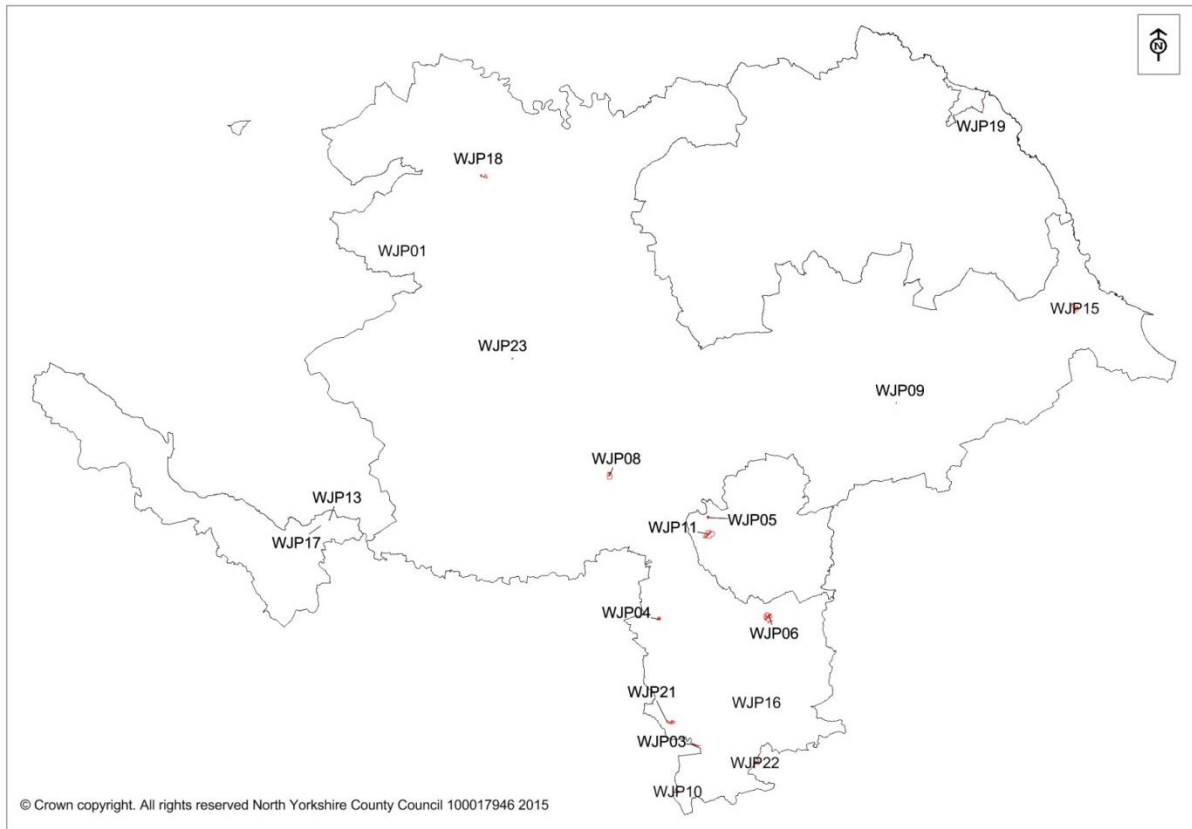 N
WJP19
WJP18
WJP01
WJP15
WJP23
WJP09
WJP08
WJP13
WJP05
WJP11
WJP17
WJP04
WJP06
WJP21
WJP16
WJP03
WJP22
WJP10
© Crown copyright. All rights reserved North Yorkshire County Council 100017946 2015